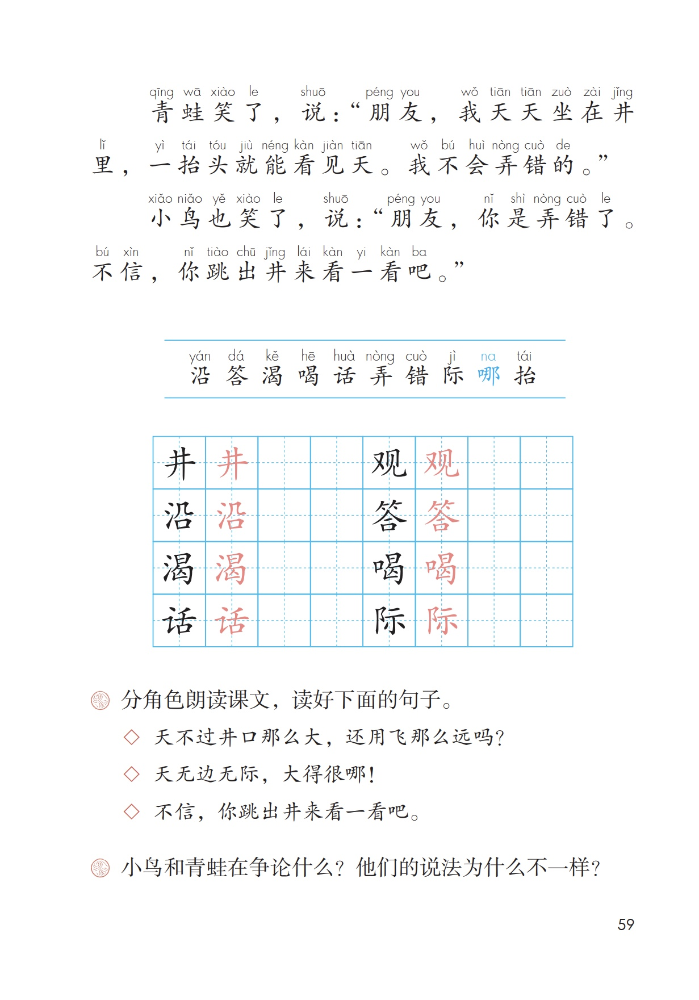 qīng wā xiào le shuō péng you wǒ tiān tiān zuò zài jǐng
青蛙笑了，说：“朋友，我天天坐在井
lǐ yì tái tóu jiù néng kàn jiàn tiān wǒ bú huì nòng cuò de
里，一抬头就能看见天。我不会弄错的。”
xiǎo niǎo yě xiào le shuō péng you nǐ shì nòng cuò le
小鸟也笑了，说：“朋友，你是弄错了。
bú xìn nǐ tiào chū jǐng lái kàn yi kàn ba
不信，你跳出井来看一看吧。”
yán dá kě hē huà nòng cuò jì na tái
沿 答 渴 喝 话 弄 错 际 哪 抬
井 井 观 观
沿 沿 答 答
渴 渴 喝 喝
话 话 际 际
分角色朗读课文，读好下面的句子。
◇ 天不过井口那么大，还用飞那么远吗？
◇ 天无边无际，大得很哪！
◇ 不信，你跳出井来看一看吧。
小鸟和青蛙在争论什么？他们的说法为什么不一样？
59